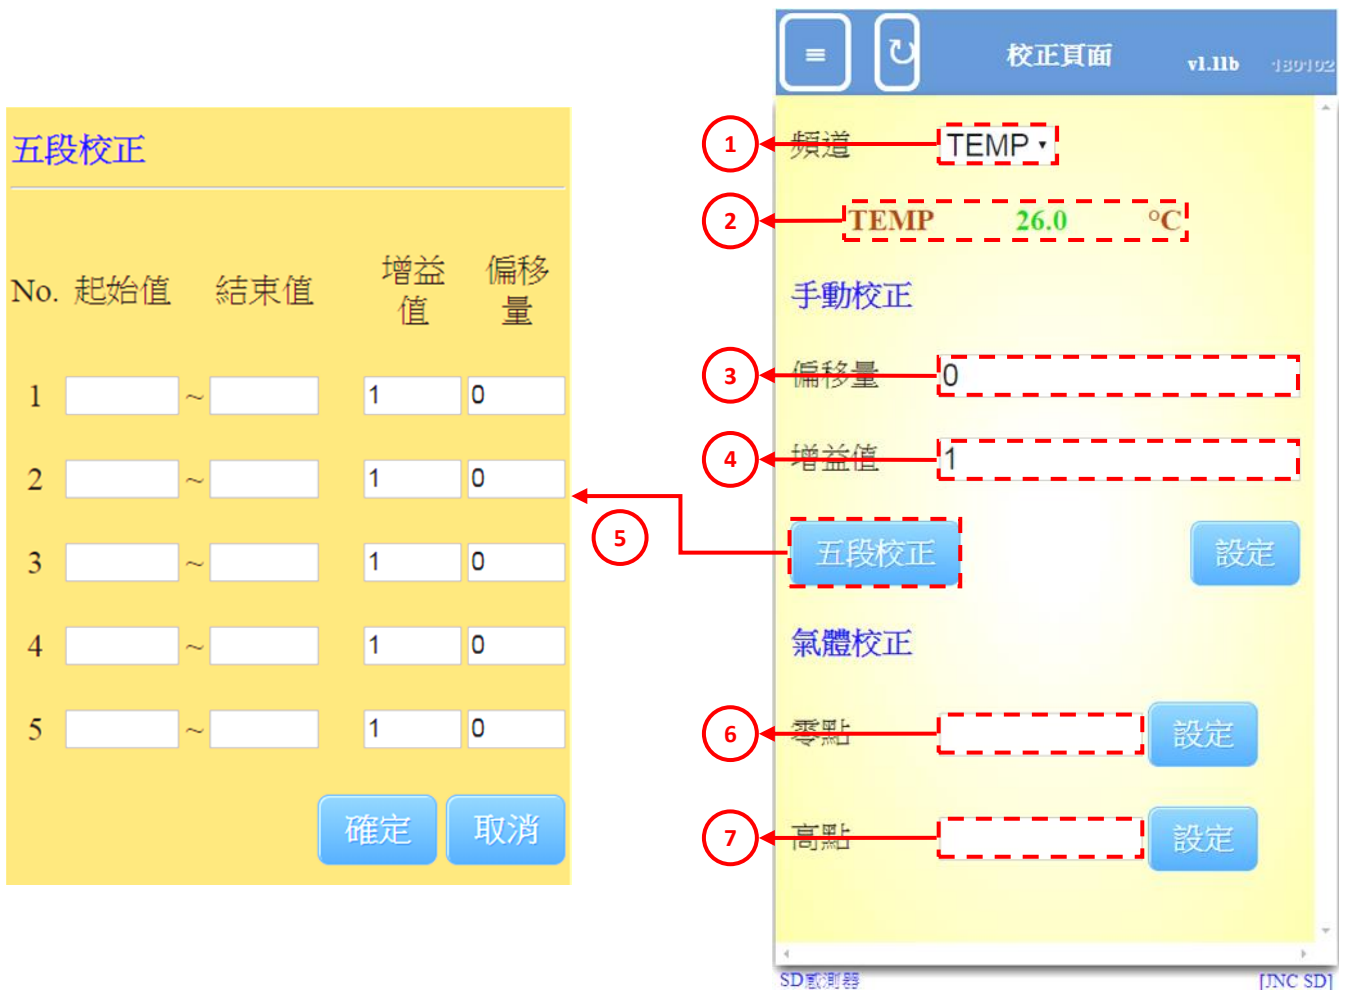 五段校正
No. 起始值 結束值 增益值 偏移量
1 ~ 1 0
2 ~ 1 0
3 ~ 1 0
4 ~ 1 0
5 ~ 1 0
確定 取消
5
≡ ↻ 校正頁面 v1.11b 180102
1 頻道 TEMP
2 TEMP 26.0 °C
手動校正
3 偏移量 0
4 增益值 1
五段校正 設定
氣體校正
6 零點 設定
7 高點 設定
SD感測器 [JNC SD]